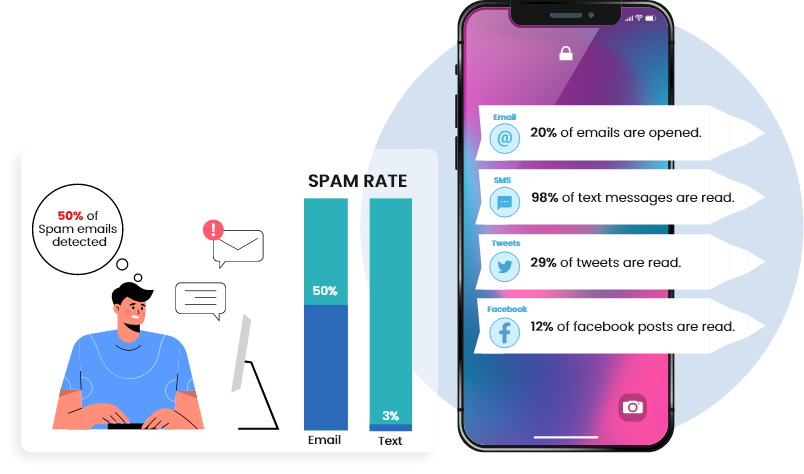 50% of
Spam emails
detected
!
SPAM RATE
50%
3%
Email
Text
Email
@
20% of emails are opened.
SMS
98% of text messages are read.
Tweets
29% of tweets are read.
Facebook
12% of facebook posts are read.